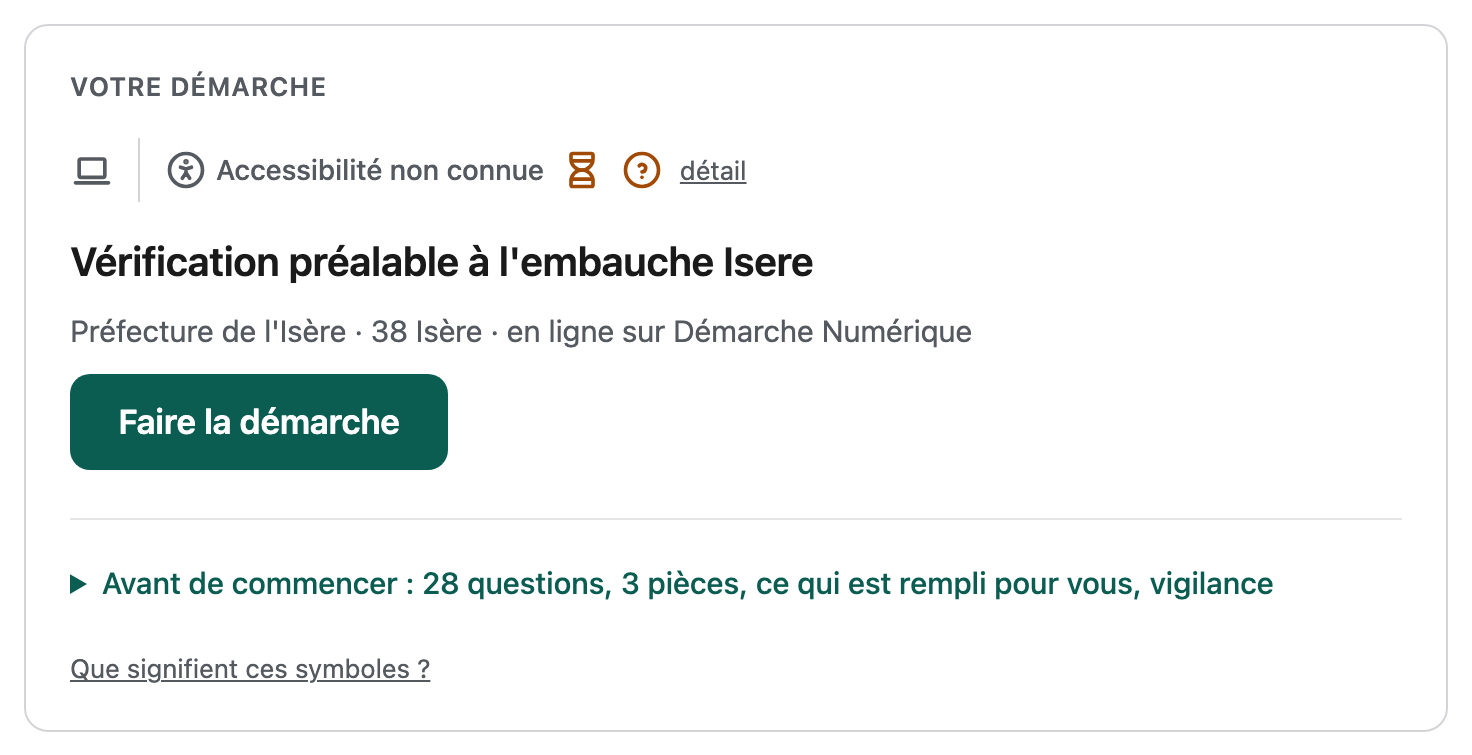 VOTRE DÉMARCHE
Accessibilité non connue ? détail
Vérification préalable à l'embauche Isere
Préfecture de l'Isère · 38 Isère · en ligne sur Démarche Numérique
Faire la démarche
Avant de commencer : 28 questions, 3 pièces, ce qui est rempli pour vous, vigilance
Que signifient ces symboles ?